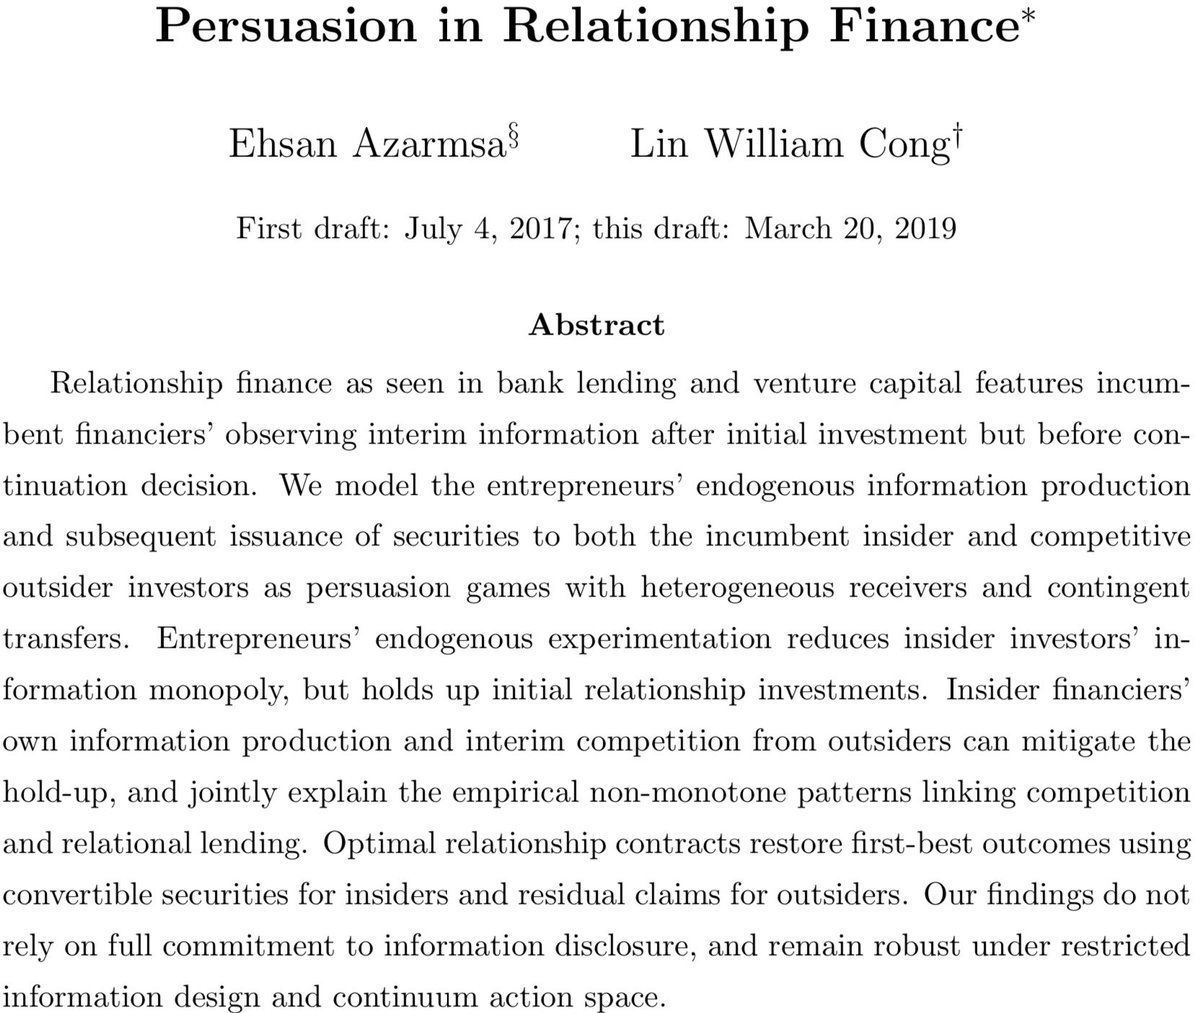 Persuasion in Relationship Finance*
Ehsan Azarmsa§ Lin William Cong†
First draft: July 4, 2017; this draft: March 20, 2019
Abstract
Relationship finance as seen in bank lending and venture capital features incum-
bent financiers' observing interim information after initial investment but before con-
tinuation decision. We model the entrepreneurs' endogenous information production
and subsequent issuance of securities to both the incumbent insider and competitive
outsider investors as persuasion games with heterogeneous receivers and contingent
transfers. Entrepreneurs' endogenous experimentation reduces insider investors' in-
formation monopoly, but holds up initial relationship investments. Insider financiers'
own information production and interim competition from outsiders can mitigate the
hold-up, and jointly explain the empirical non-monotone patterns linking competition
and relational lending. Optimal relationship contracts restore first-best outcomes using
convertible securities for insiders and residual claims for outsiders. Our findings do not
rely on full commitment to information disclosure, and remain robust under restricted
information design and continuum action space.